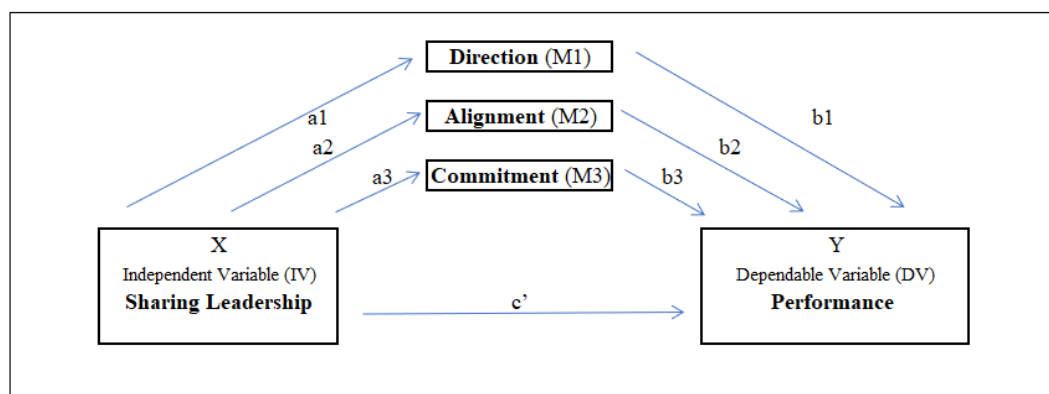 Direction (M1)
a1
b1
Alignment (M2)
a2
b2
Commitment (M3)
a3
b3
X
Independent Variable (IV)
Sharing Leadership
c’
Y
Dependable Variable (DV)
Performance